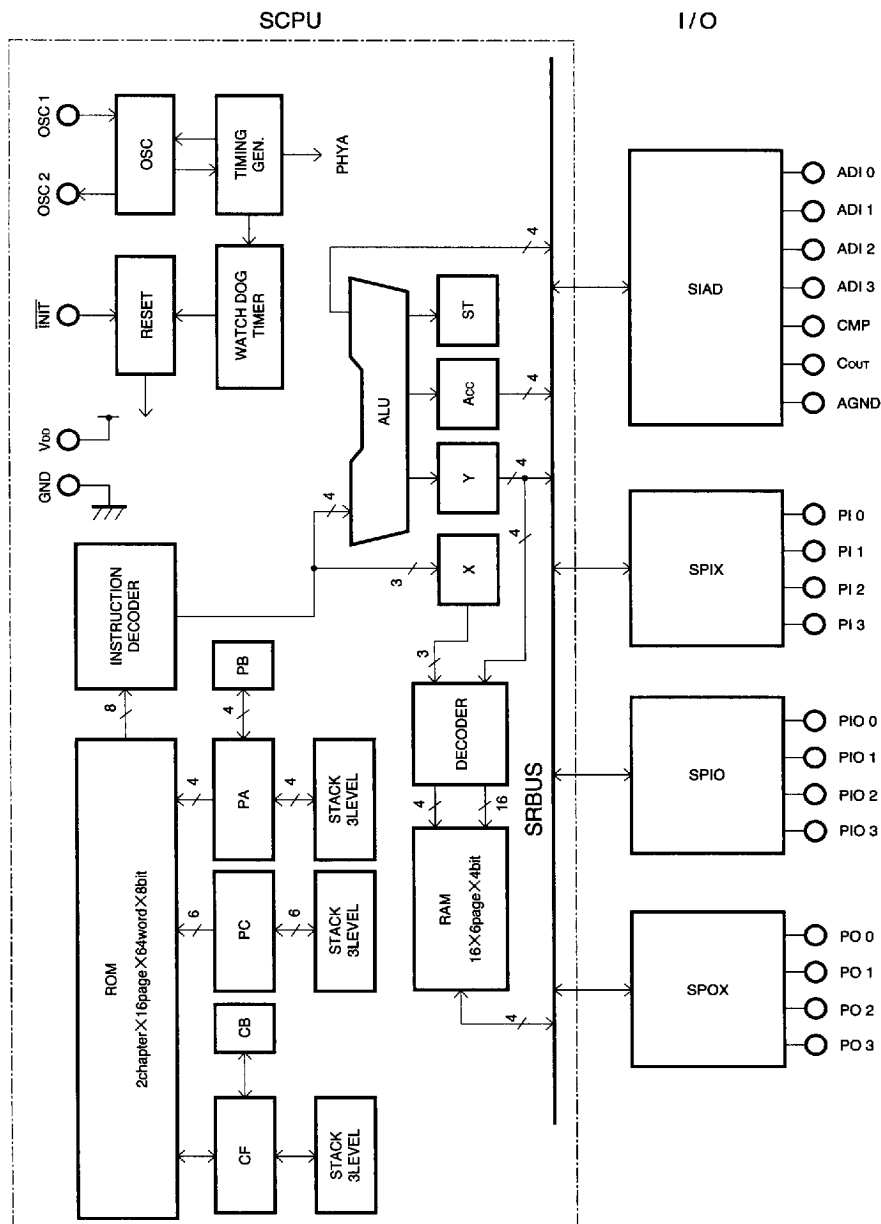 SCPU
I/O
OSC 1
OSC 2
INIT
VDD
GND
OSC
TIMING
GEN.
PHYA
RESET
WATCH DOG
TIMER
4
ALU
ST
ACC
4
Y
4
4
4
X
3
INSTRUCTION
DECODER
8
PB
4
ROM
2chapter×16page×64word×8bit
4
PA
4
STACK
3LEVEL
6
PC
6
STACK
3LEVEL
CB
CF
STACK
3LEVEL
3
DECODER
4
16
RAM
16×6page×4bit
4
SRBUS
SIAD
ADI 0
ADI 1
ADI 2
ADI 3
CMP
COUT
AGND
SPIX
PI 0
PI 1
PI 2
PI 3
SPIO
PIO 0
PIO 1
PIO 2
PIO 3
SPOX
PO 0
PO 1
PO 2
PO 3